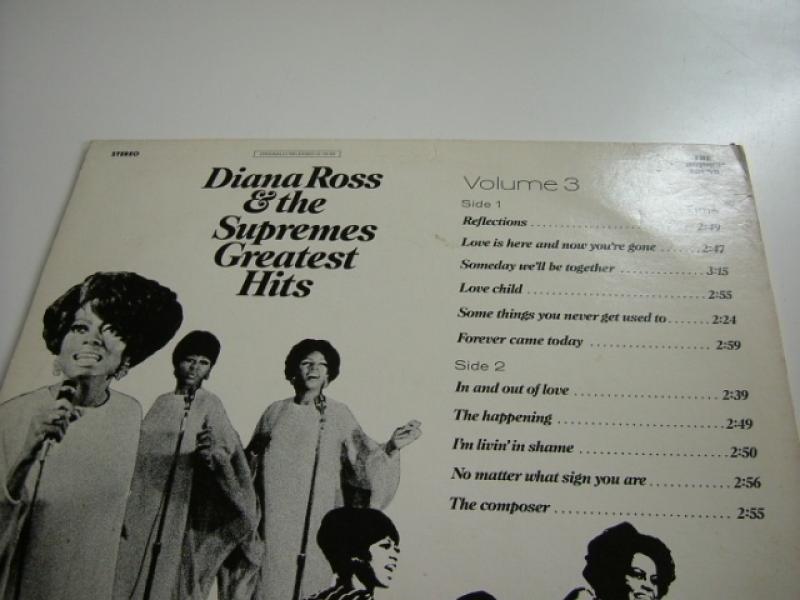 STEREO
Diana Ross
& the
Supremes
Greatest
Hits
Volume 3
Side 1
Time
Reflections 2:49
Love is here and now you're gone 2:47
Someday we'll be together 3:15
Love child 2:55
Some things you never get used to 2:24
Forever came today 2:59
Side 2
In and out of love 2:39
The happening 2:49
I'm livin' in shame 2:50
No matter what sign you are 2:56
The composer 2:55